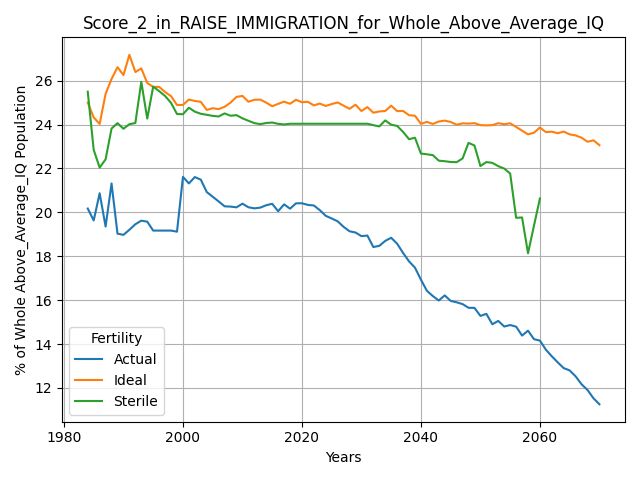 Score_2_in_RAISE_IMMIGRATION_for_Whole_Above_Average_IQ
% of Whole Above_Average_IQ Population
26
24
22
20
18
16
14
12
Fertility
Actual
Ideal
Sterile
1980 2000 2020 2040 2060
Years